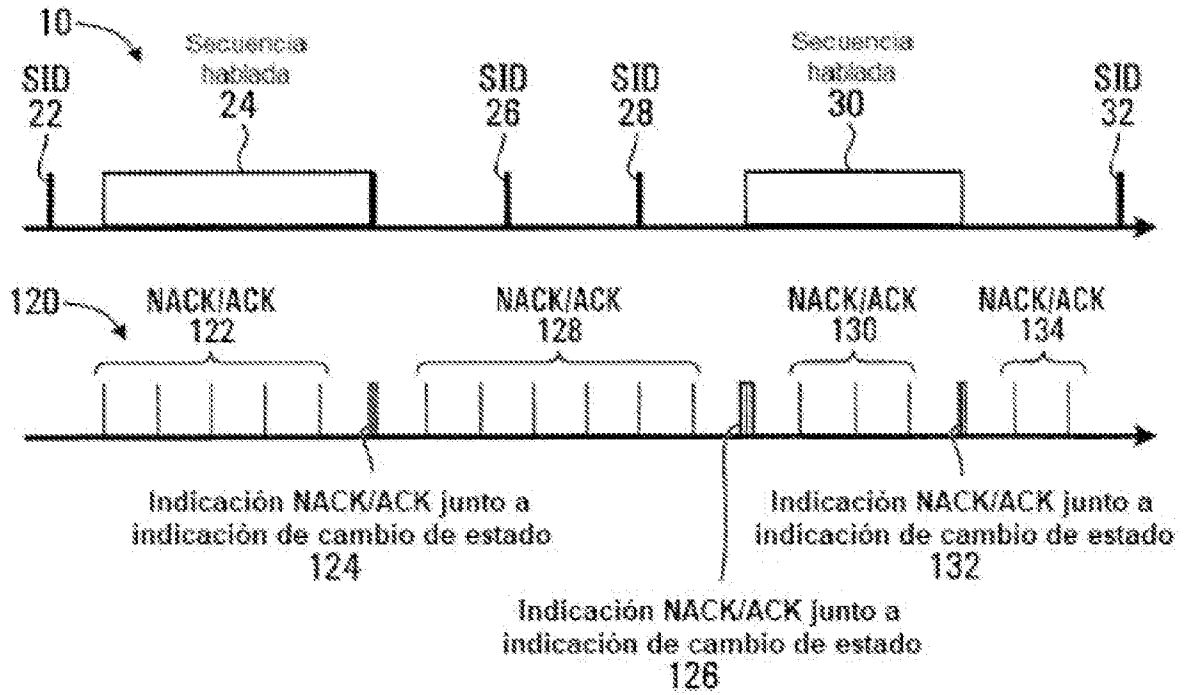 10
Secuencia
hablada
24
SID
22
SID
26
SID
28
Secuencia
hablada
30
SID
32
120
NACK/ACK
122
NACK/ACK
128
NACK/ACK
130
NACK/ACK
134
Indicación NACK/ACK junto a
indicación de cambio de estado
124
Indicación NACK/ACK junto a
indicación de cambio de estado
132
Indicación NACK/ACK junto a
indicación de cambio de estado
126